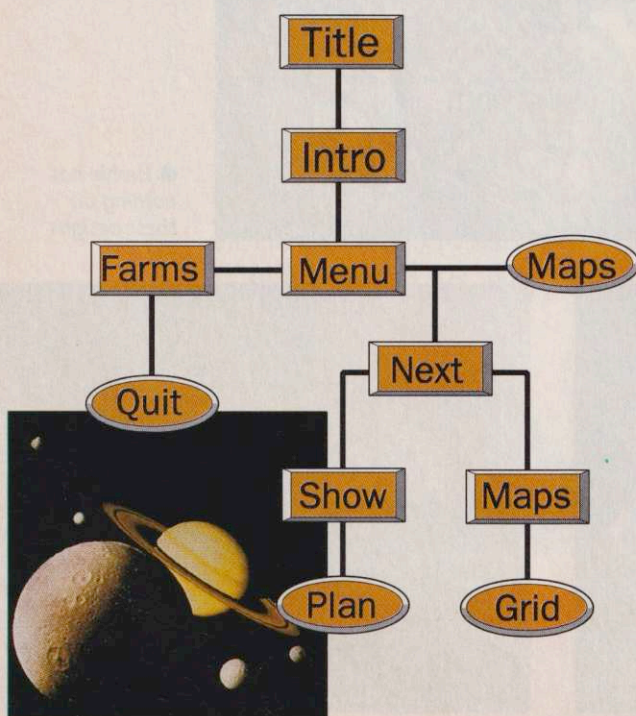 Title
Intro
Farms
Menu
Maps
Next
Quit
Show
Maps
Plan
Grid